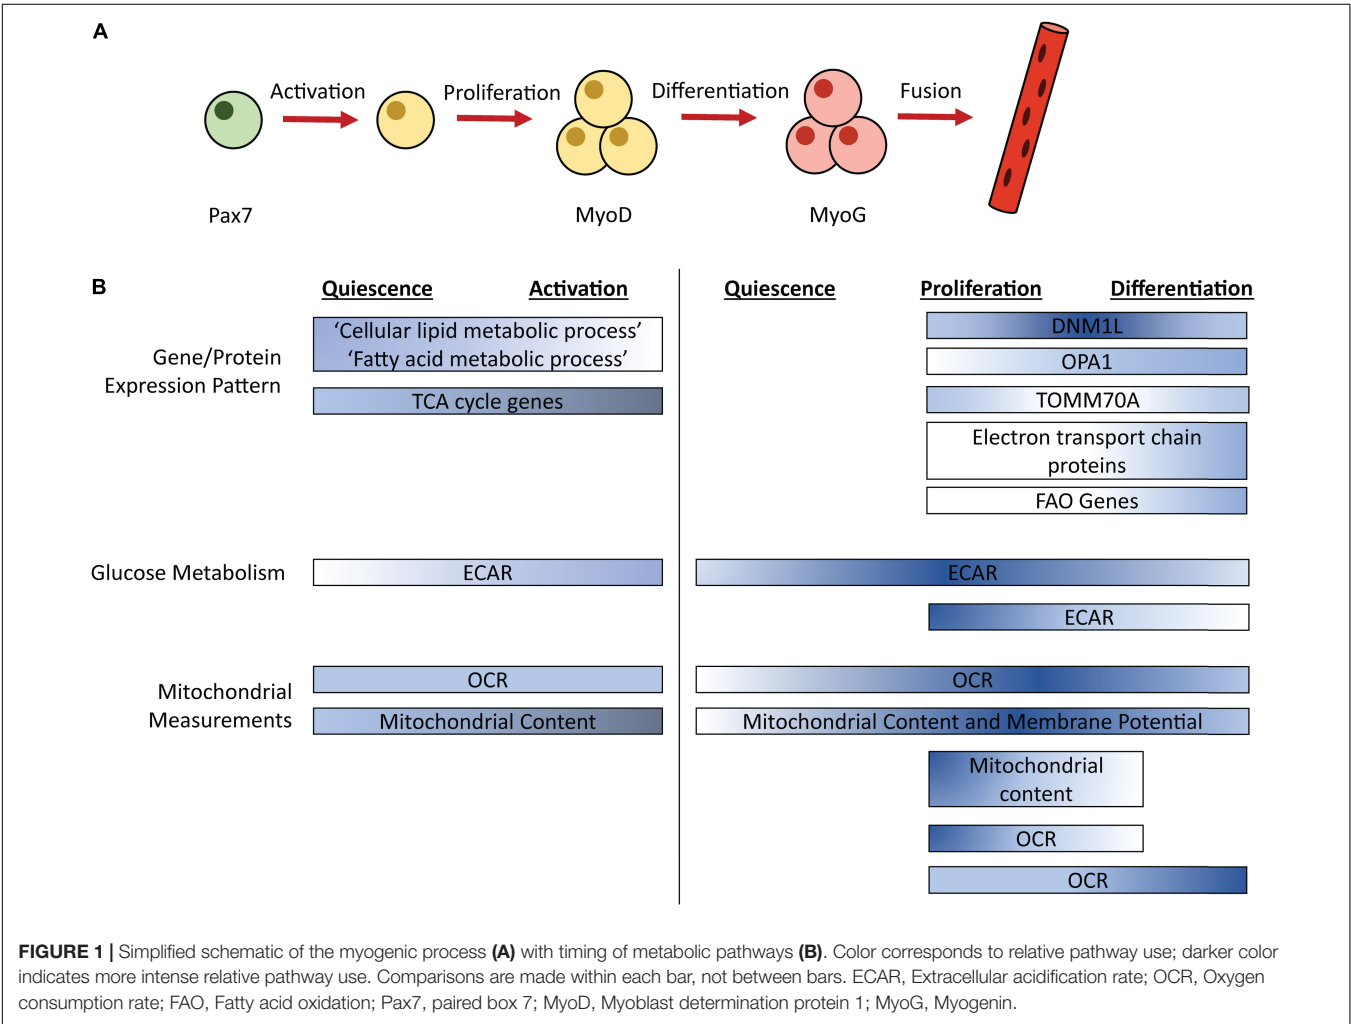 A
Activation
Proliferation
Differentiation
Fusion
Pax7
MyoD
MyoG
B
Quiescence
Activation
Quiescence
Proliferation
Differentiation
Gene/Protein
Expression Pattern
‘Cellular lipid metabolic process’
‘Fatty acid metabolic process’
TCA cycle genes
DNM1L
OPA1
TOMM70A
Electron transport chain
proteins
FAO Genes
Glucose Metabolism
ECAR
ECAR
ECAR
Mitochondrial
Measurements
OCR
Mitochondrial Content
OCR
Mitochondrial Content and Membrane Potential
Mitochondrial
content
OCR
OCR
FIGURE 1 | Simplified schematic of the myogenic process (A) with timing of metabolic pathways (B). Color corresponds to relative pathway use; darker color
indicates more intense relative pathway use. Comparisons are made within each bar, not between bars. ECAR, Extracellular acidification rate; OCR, Oxygen
consumption rate; FAO, Fatty acid oxidation; Pax7, paired box 7; MyoD, Myoblast determination protein 1; MyoG, Myogenin.